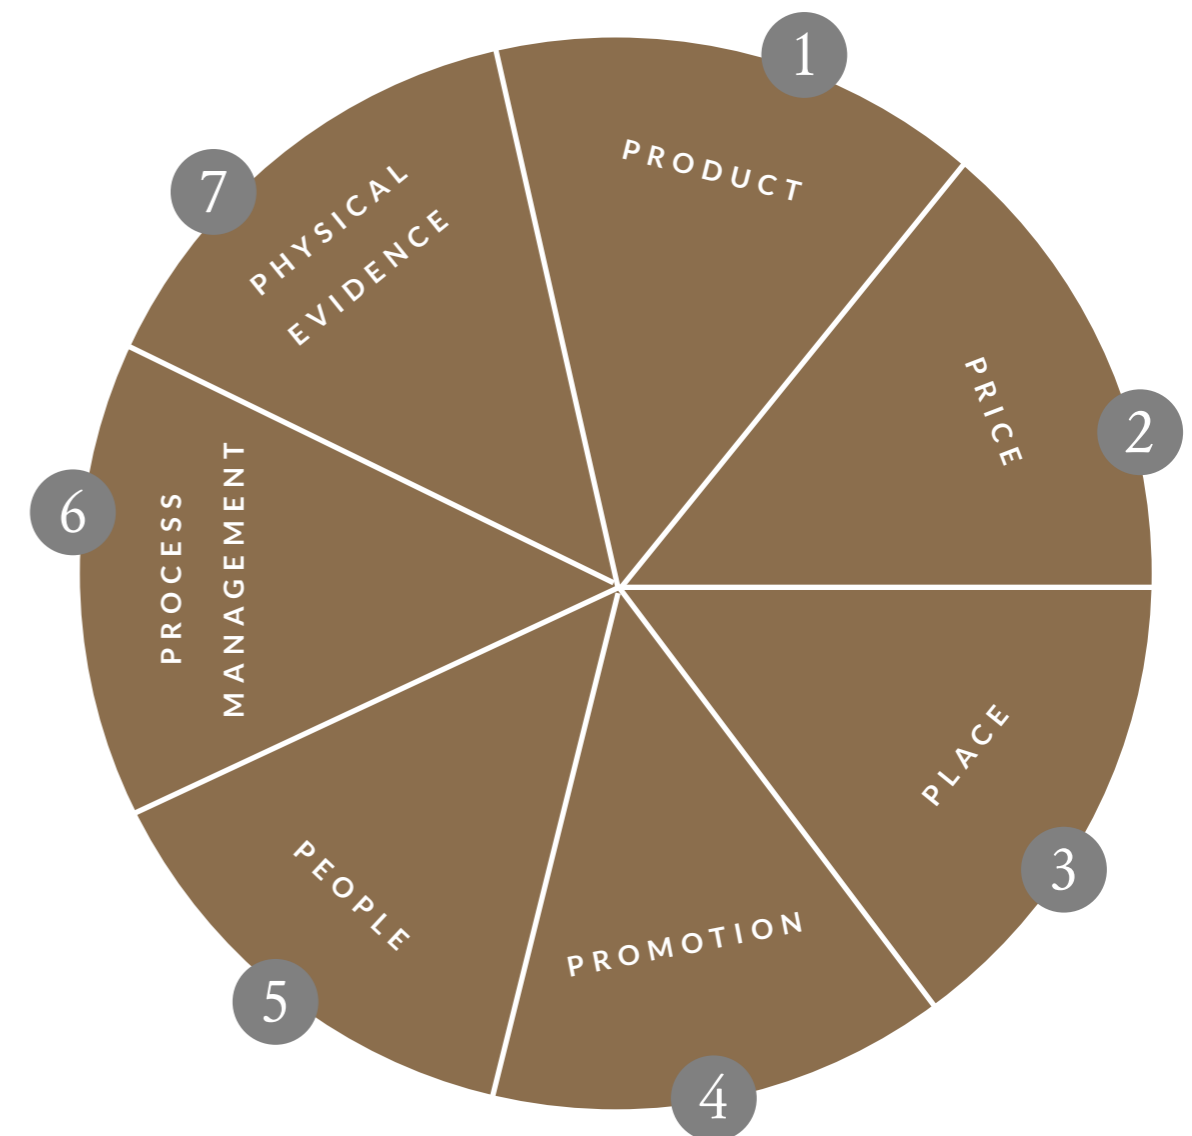 1
PRODUCT
2
PRICE
3
PLACE
4
PROMOTION
5
PEOPLE
6
PROCESS
MANAGEMENT
7
PHYSICAL
EVIDENCE